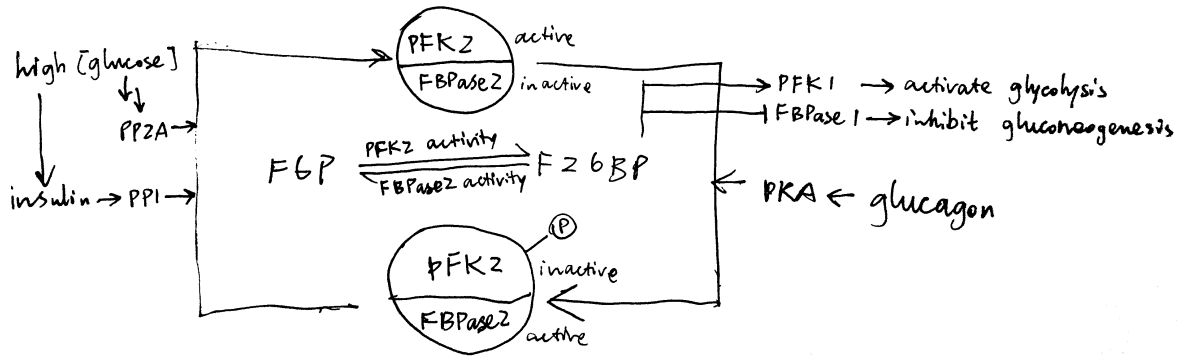 PFK2 active
FBPase2 inactive
high [glucose]
PFK1 → activate glycolysis
FBPase1 → inhibit gluconeogenesis
PP2A →
PFK2 activity
F6P F26BP
FBPase2 activity
insulin → PP1 →
← PKA ← glucagon
P
PFK2 inactive
FBPase2 active